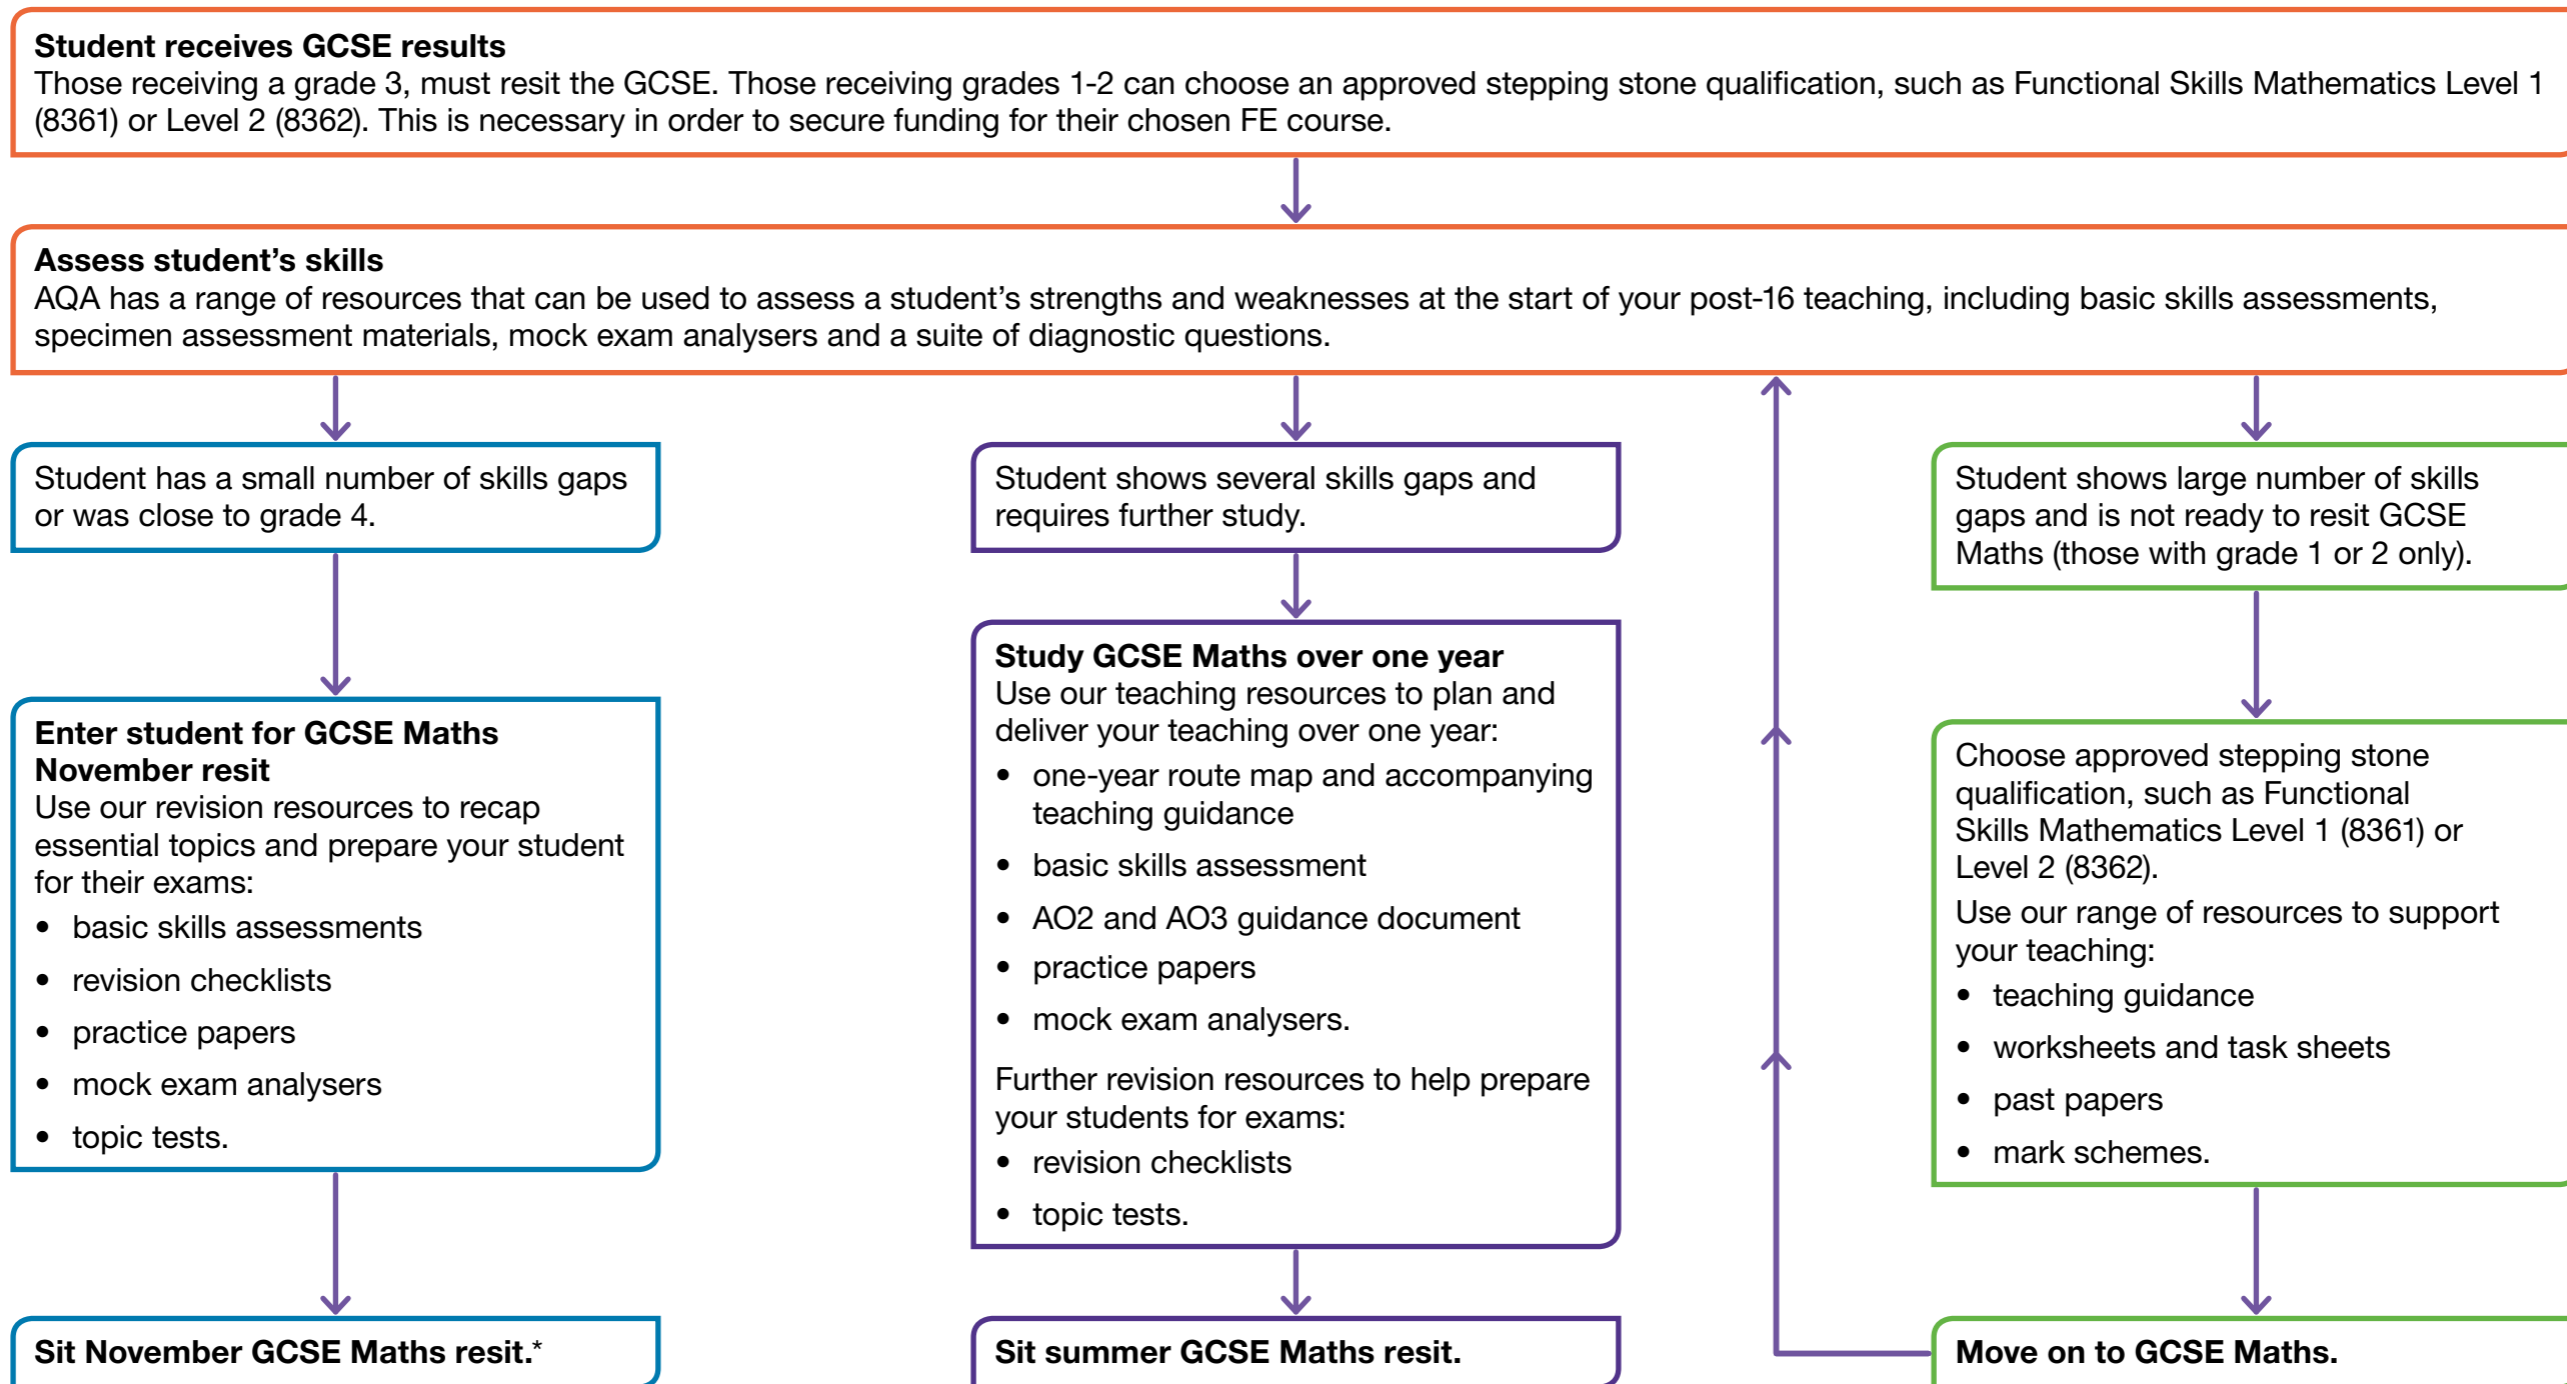 Student receives GCSE results
Those receiving a grade 3, must resit the GCSE. Those receiving grades 1-2 can choose an approved stepping stone qualification, such as Functional Skills Mathematics Level 1
(8361) or Level 2 (8362). This is necessary in order to secure funding for their chosen FE course.
Assess student’s skills
AQA has a range of resources that can be used to assess a student’s strengths and weaknesses at the start of your post-16 teaching, including basic skills assessments,
specimen assessment materials, mock exam analysers and a suite of diagnostic questions.
Student has a small number of skills gaps
or was close to grade 4.
Enter student for GCSE Maths
November resit
Use our revision resources to recap
essential topics and prepare your student
for their exams:
• basic skills assessments
• revision checklists
• practice papers
• mock exam analysers
• topic tests.
Sit November GCSE Maths resit.*
Student shows several skills gaps and
requires further study.
Study GCSE Maths over one year
Use our teaching resources to plan and
deliver your teaching over one year:
• one-year route map and accompanying
teaching guidance
• basic skills assessment
• AO2 and AO3 guidance document
• practice papers
• mock exam analysers.
Further revision resources to help prepare
your students for exams:
• revision checklists
• topic tests.
Sit summer GCSE Maths resit.
Student shows large number of skills
gaps and is not ready to resit GCSE
Maths (those with grade 1 or 2 only).
Choose approved stepping stone
qualification, such as Functional
Skills Mathematics Level 1 (8361) or
Level 2 (8362).
Use our range of resources to support
your teaching:
• teaching guidance
• worksheets and task sheets
• past papers
• mark schemes.
Move on to GCSE Maths.